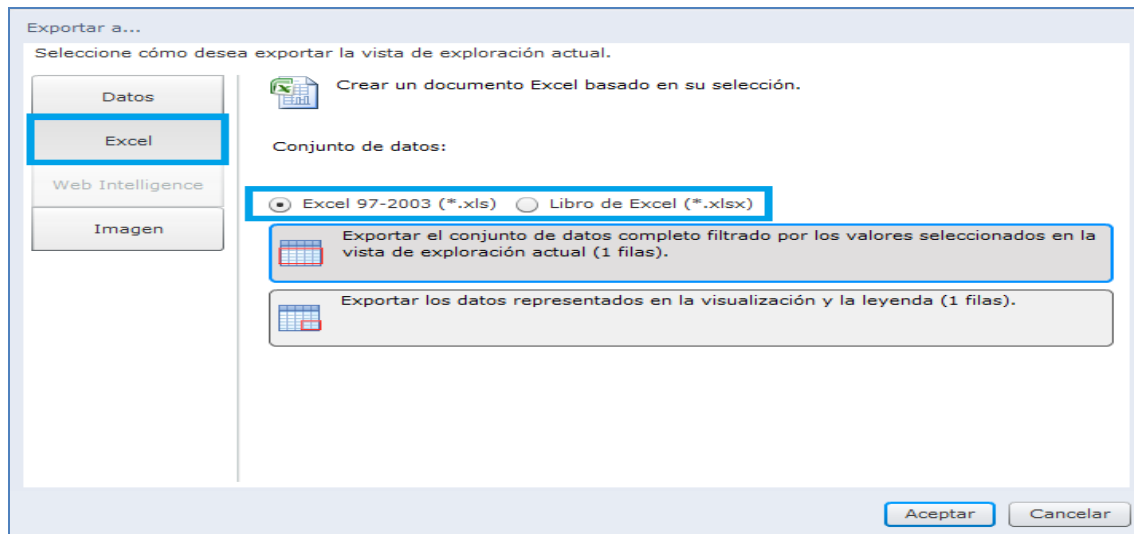 Exportar a...
Seleccione cómo desea exportar la vista de exploración actual.
Datos
Excel
Web Intelligence
Imagen
Crear un documento Excel basado en su selección.
Conjunto de datos:
Excel 97-2003 (*.xls) Libro de Excel (*.xlsx)
Exportar el conjunto de datos completo filtrado por los valores seleccionados en la
vista de exploración actual (1 filas).
Exportar los datos representados en la visualización y la leyenda (1 filas).
Aceptar Cancelar